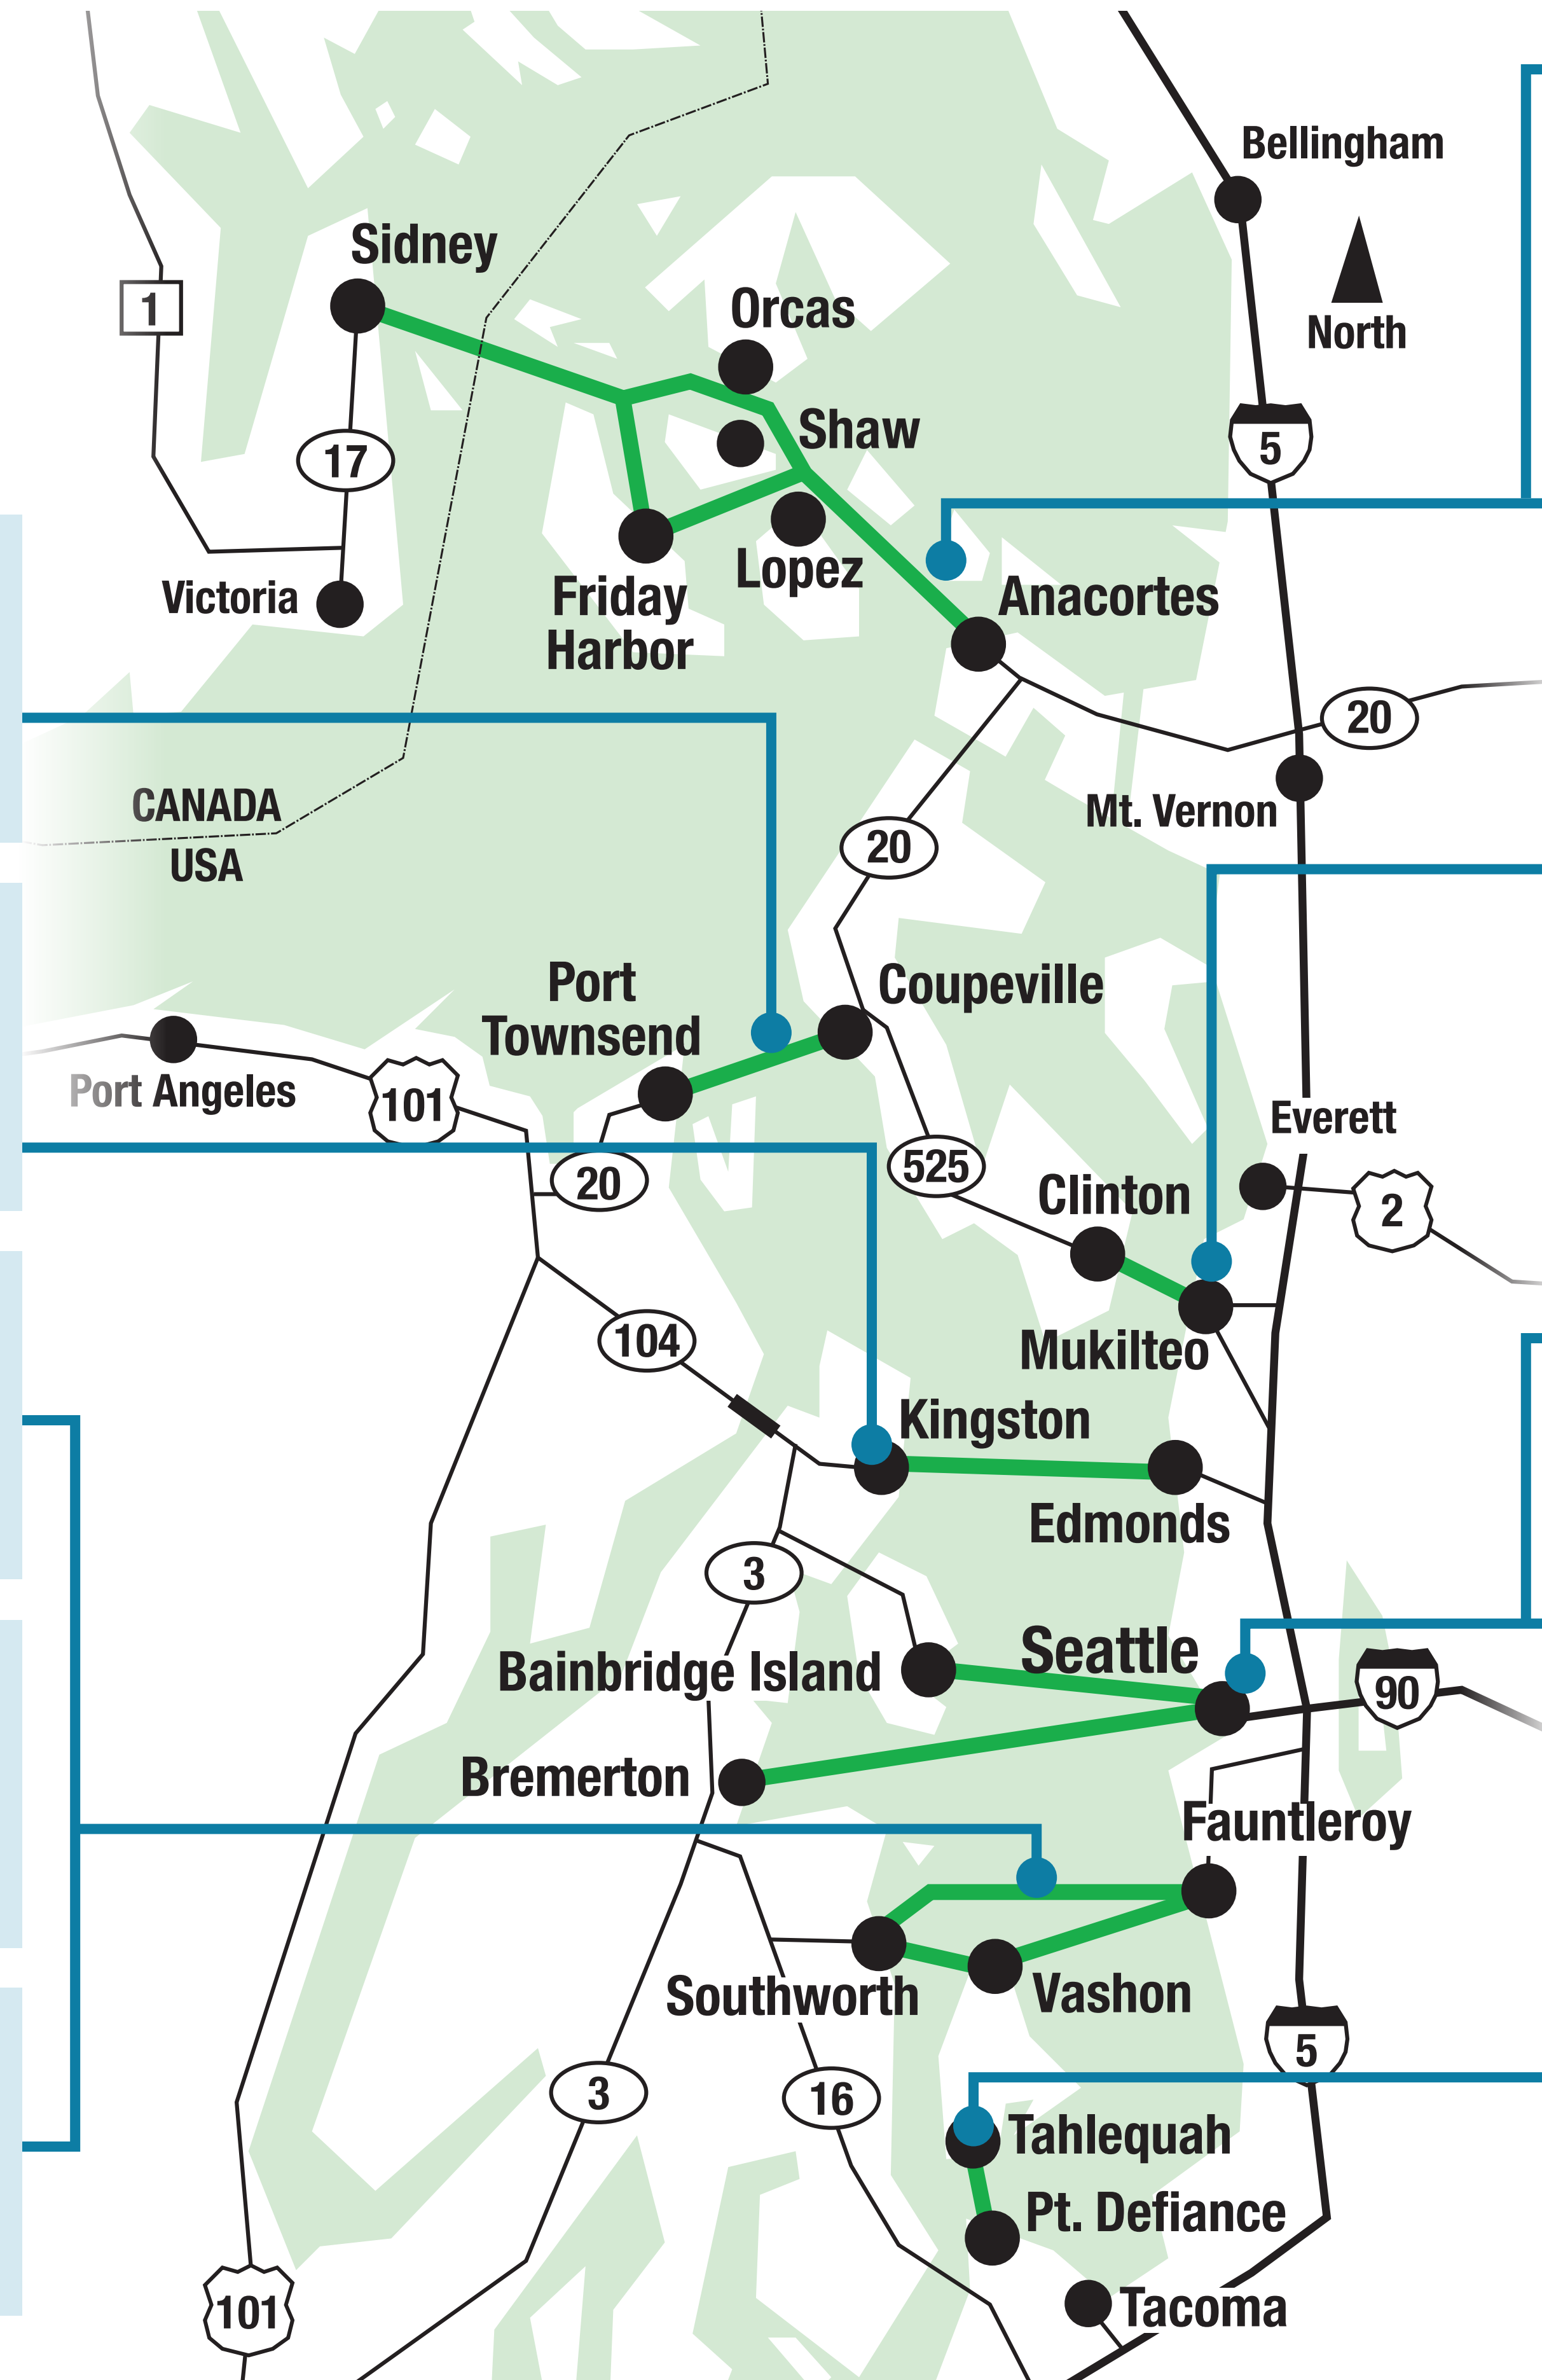 Bellingham
Sidney
1
Orcas
North
Shaw
5
17
Lopez
Victoria
Friday
Harbor
Anacortes
20
CANADA
USA
Mt. Vernon
20
Port
Townsend
Coupeville
Port Angeles
101
Everett
20
525
Clinton
2
104
Mukilteo
Kingston
Edmonds
3
Seattle
Bainbridge Island
90
Bremerton
Fauntleroy
Southworth
Vashon
5
3
16
Tahlequah
Pt. Defiance
101
Tacoma